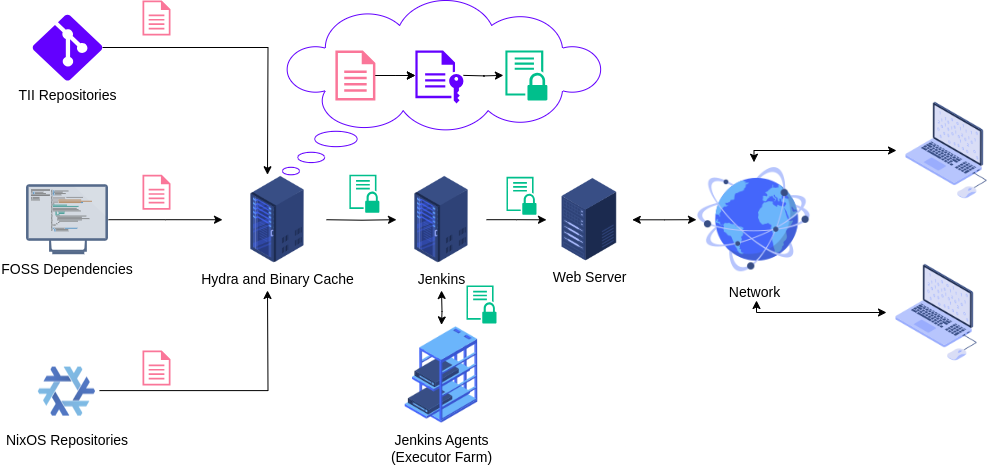 TII Repositories
FOSS Dependencies
Hydra and Binary Cache
Jenkins
Web Server
Network
NixOS Repositories
Jenkins Agents
(Executor Farm)